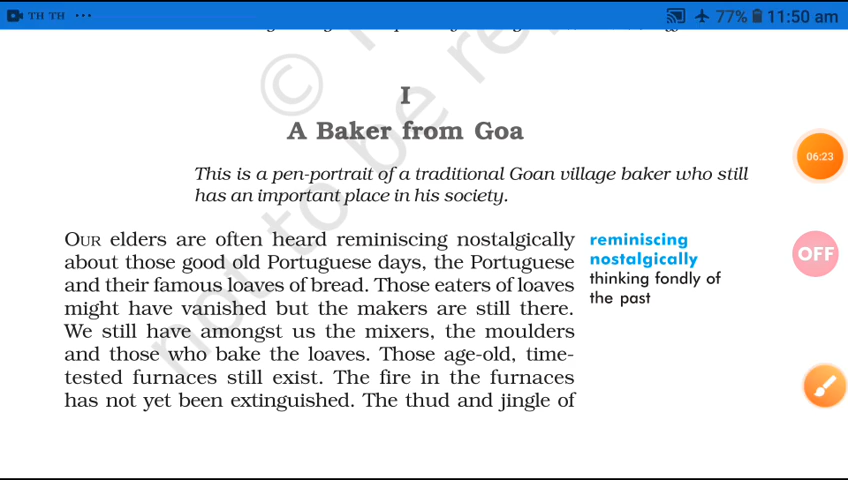 TH TH ...
77% 11:50 am
I
A Baker from Goa
This is a pen-portrait of a traditional Goan village baker who still
has an important place in his society.
OUR elders are often heard reminiscing nostalgically
about those good old Portuguese days, the Portuguese
and their famous loaves of bread. Those eaters of loaves
might have vanished but the makers are still there.
We still have amongst us the mixers, the moulders
and those who bake the loaves. Those age-old, time-
tested furnaces still exist. The fire in the furnaces
has not yet been extinguished. The thud and jingle of
reminiscing
nostalgically
thinking fondly of
the past
06:23
OFF
not to be re
©